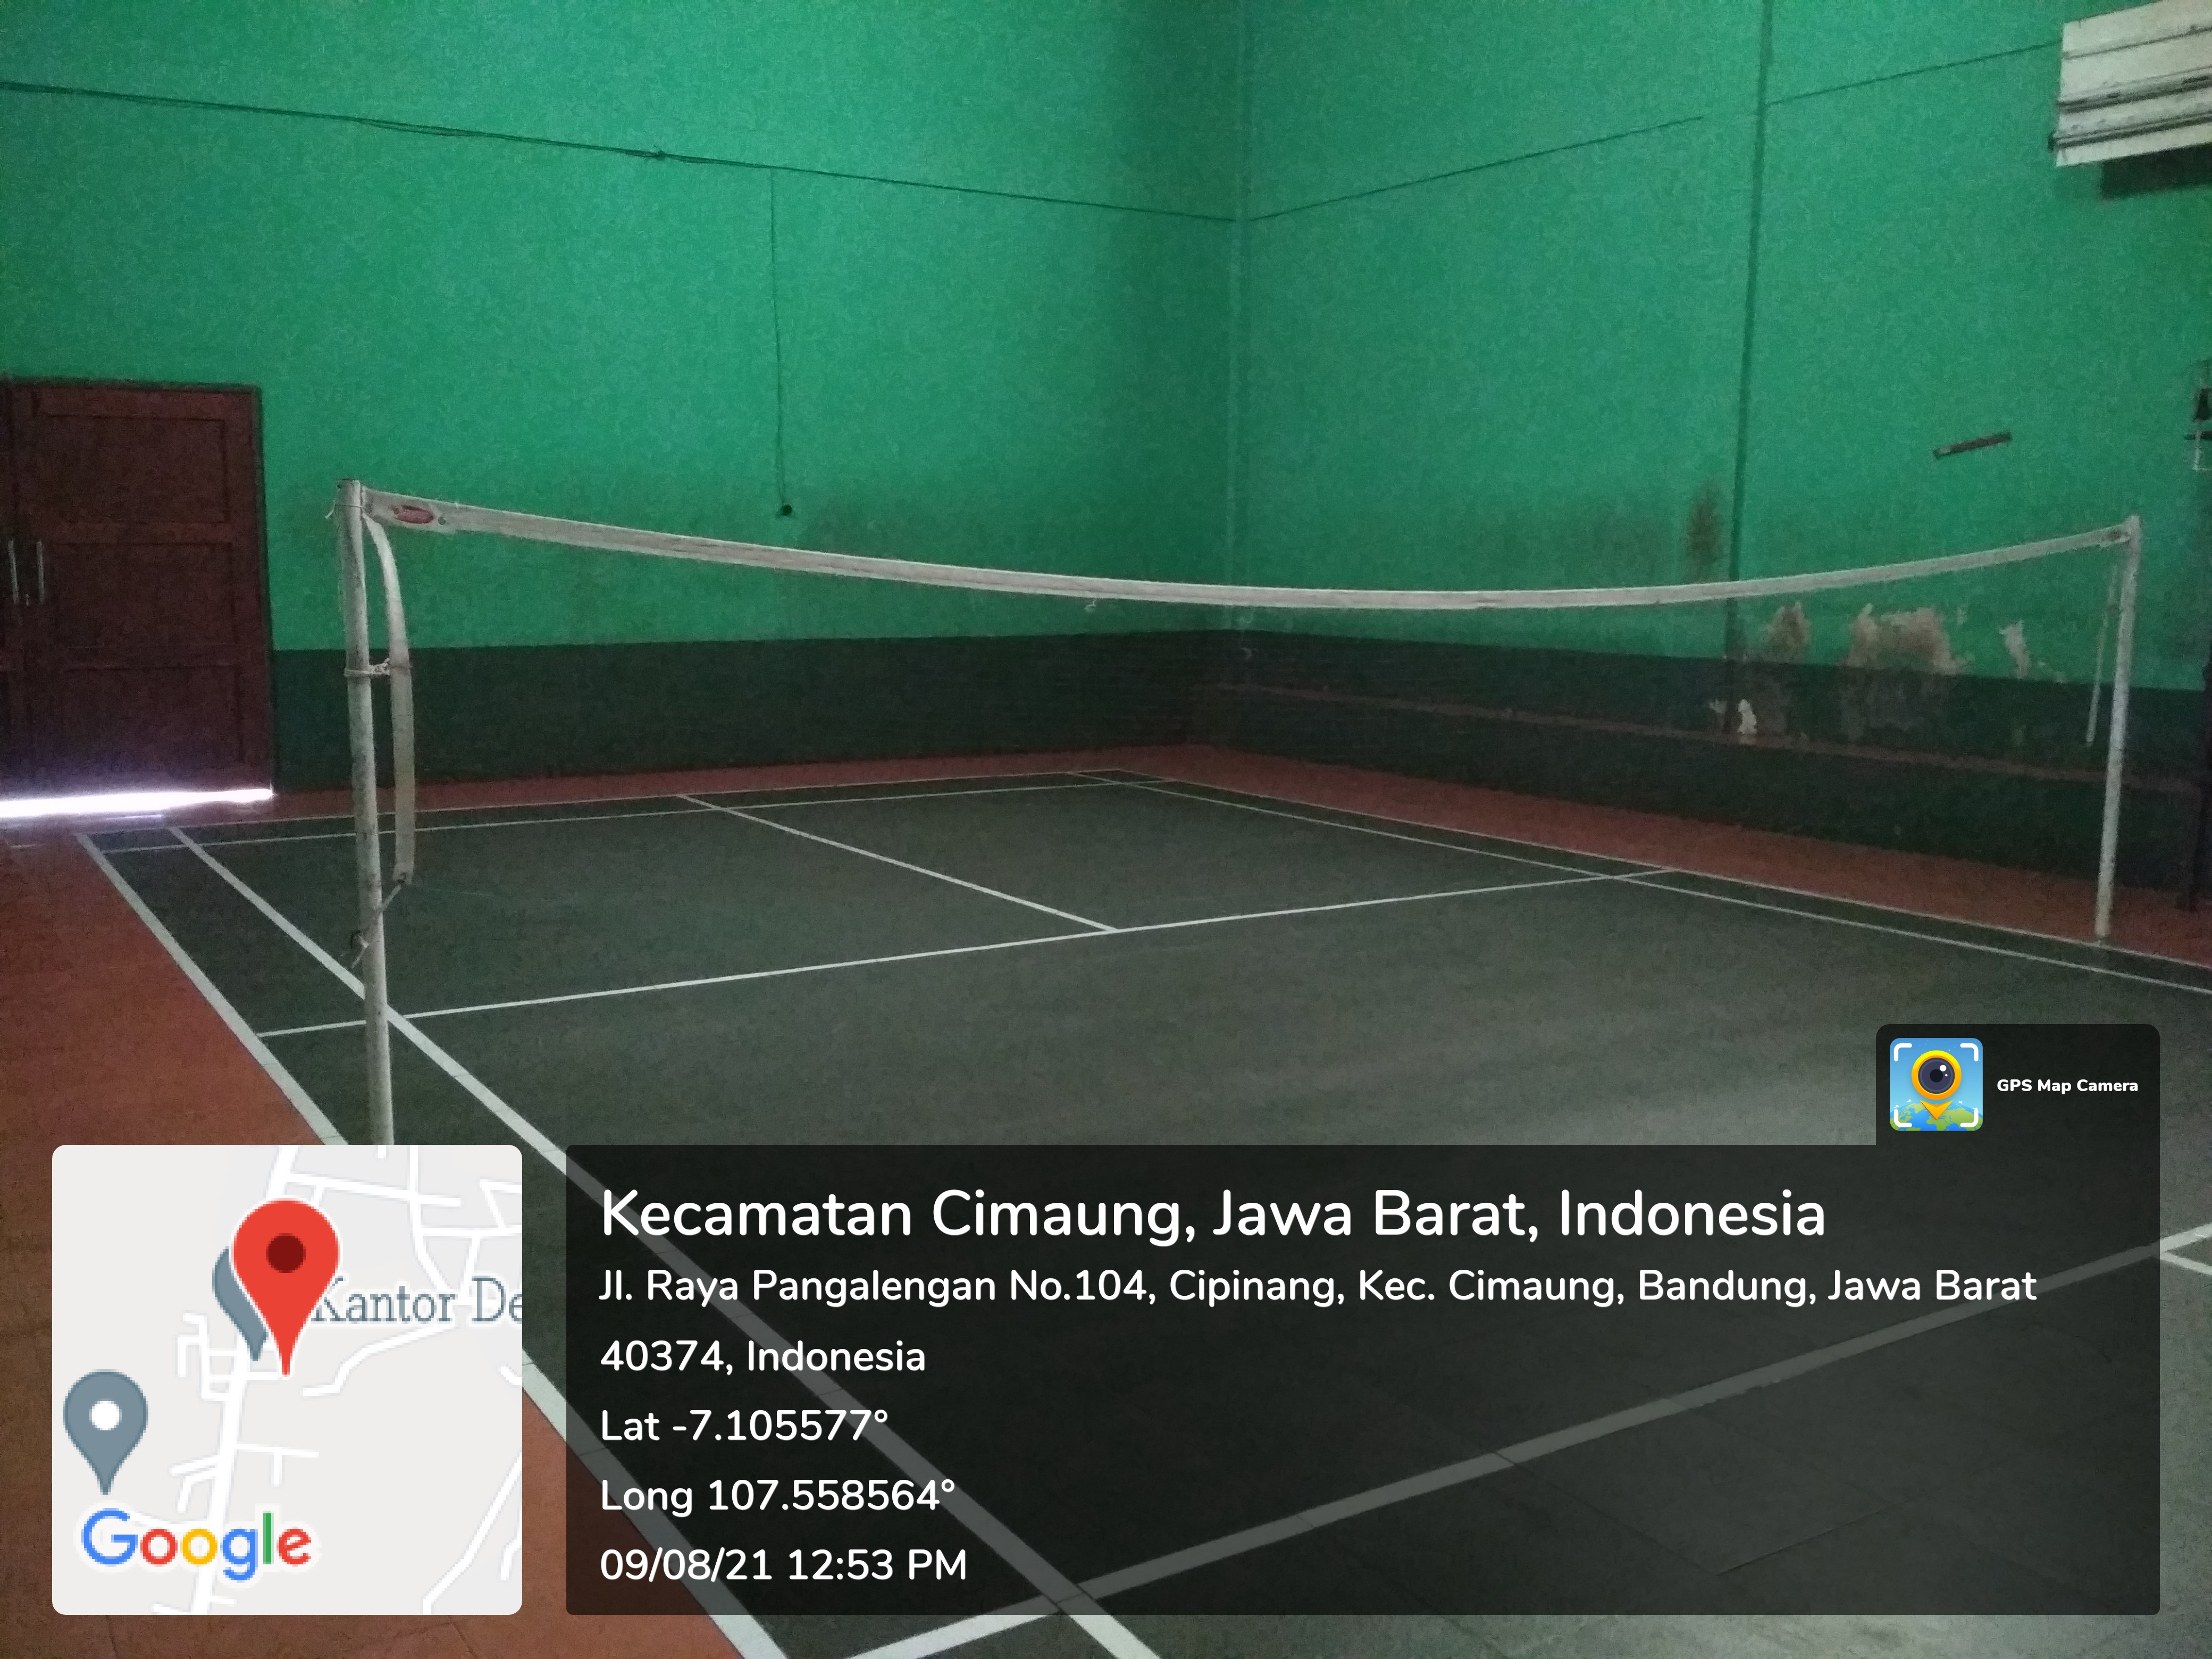 GPS Map Camera
Kecamatan Cimaung, Jawa Barat, Indonesia
Jl. Raya Pangalengan No.104, Cipinang, Kec. Cimaung, Bandung, Jawa Barat
40374, Indonesia
Lat -7.105577°
Long 107.558564°
09/08/21 12:53 PM
Kantor De
Google